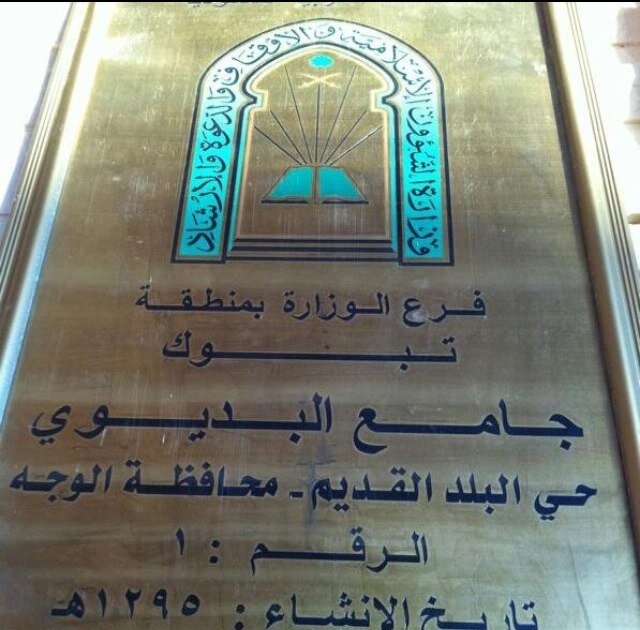 وزارة الشؤون الإسلامية والأوقاف والدعوة والإرشاد
فرع الوزارة بمنطقة
تبوك
جامع البديوي
حي البلد القديم - محافظة الوجه
الرقم : ١
تاريخ الانشاء : ١٢٩٥هـ